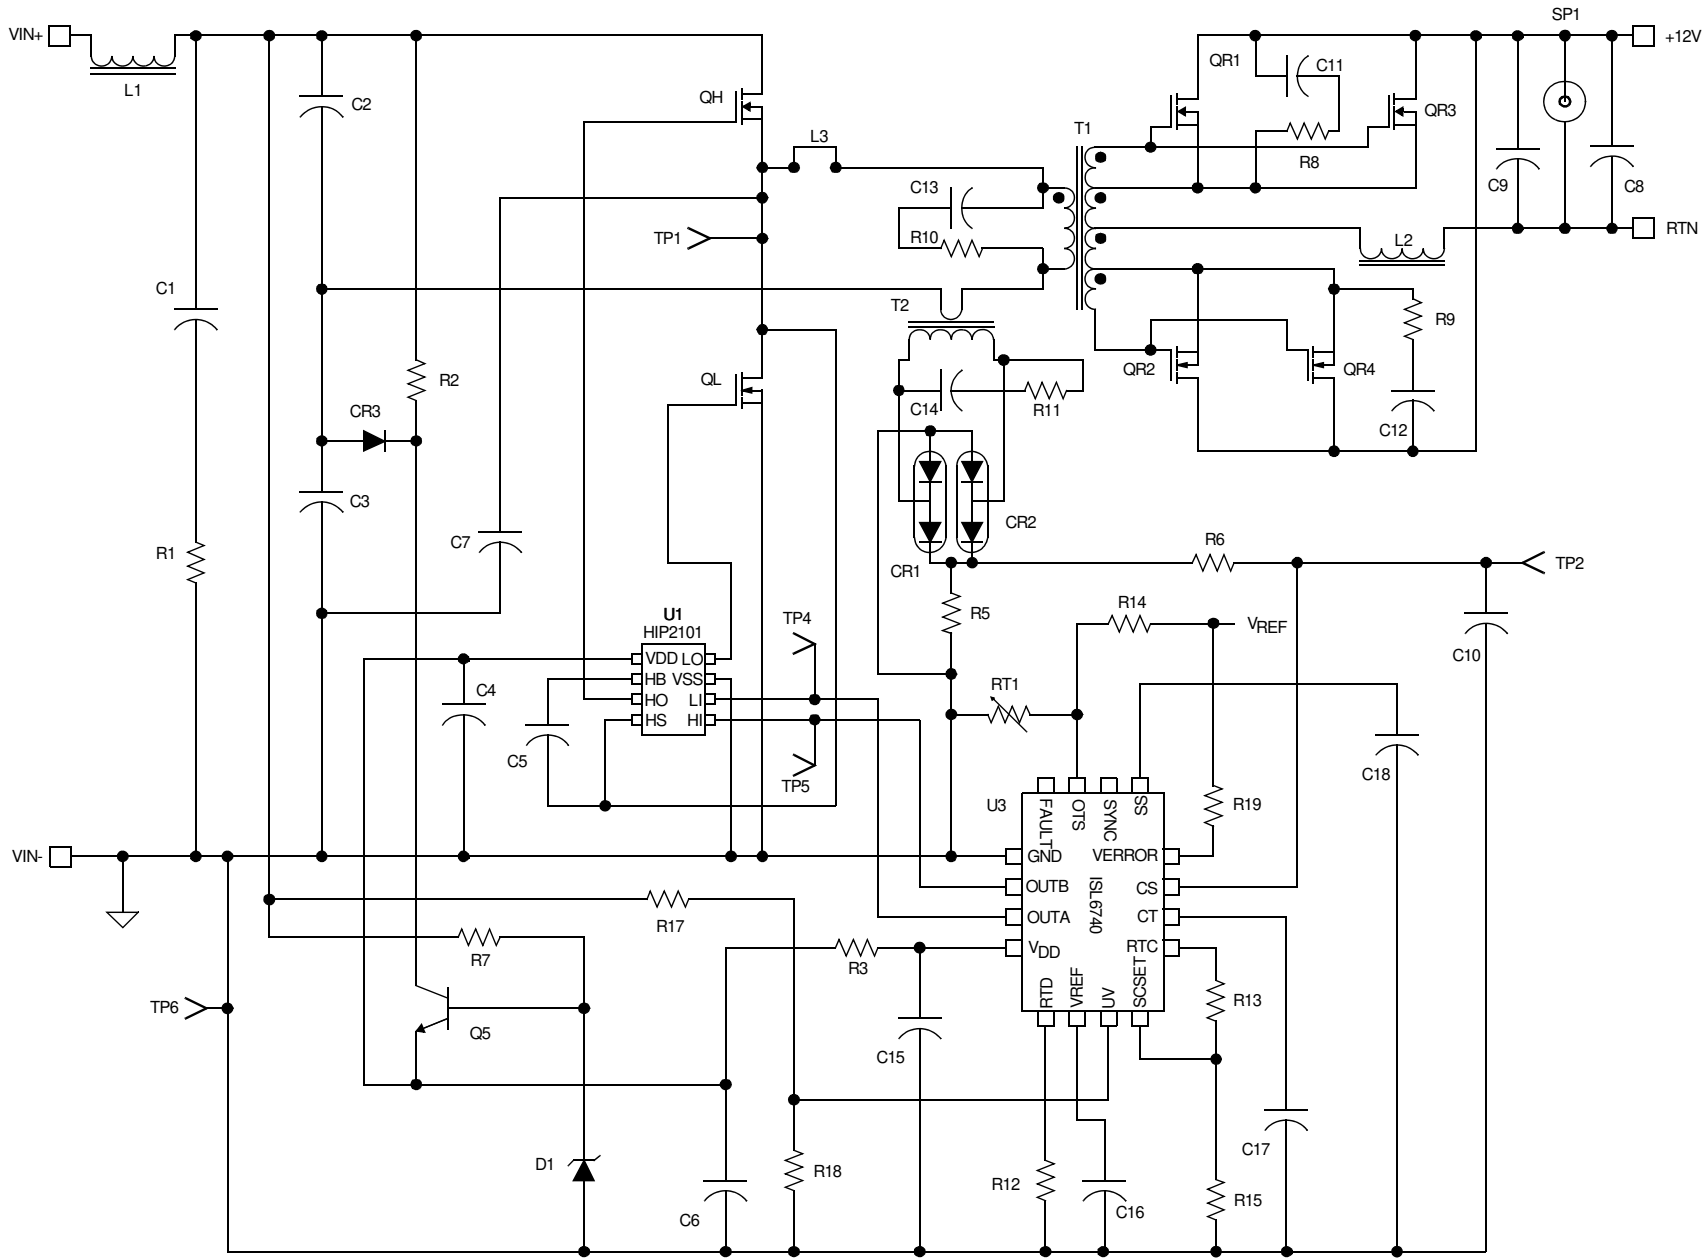 SP1
VIN+
+12V
L1
QR1
C11
C2
QH
QR3
T1
L3
R8
C9
C8
C13
R10
TP1
L2
RTN
C1
T2
R9
R2
QL
QR2
QR4
CR3
C14
R11
C12
C3
CR2
C7
R6
R1
CR1
TP2
U1
HIP2101
TP4
R5
R14
VREF
C10
VDD LO
HB VSS
HO LI
HS HI
C4
RT1
C5
TP5
C18
U3
FAULT
OTS
SYNC
SS
R19
VIN-
GND
VERROR
OUTB
CS
ISL6740
OUTA
CT
R17
VDD
RTC
R7
R3
RTD
VREF
UV
SCSET
R13
TP6
Q5
C15
C17
D1
R18
R12
C16
R15
C6